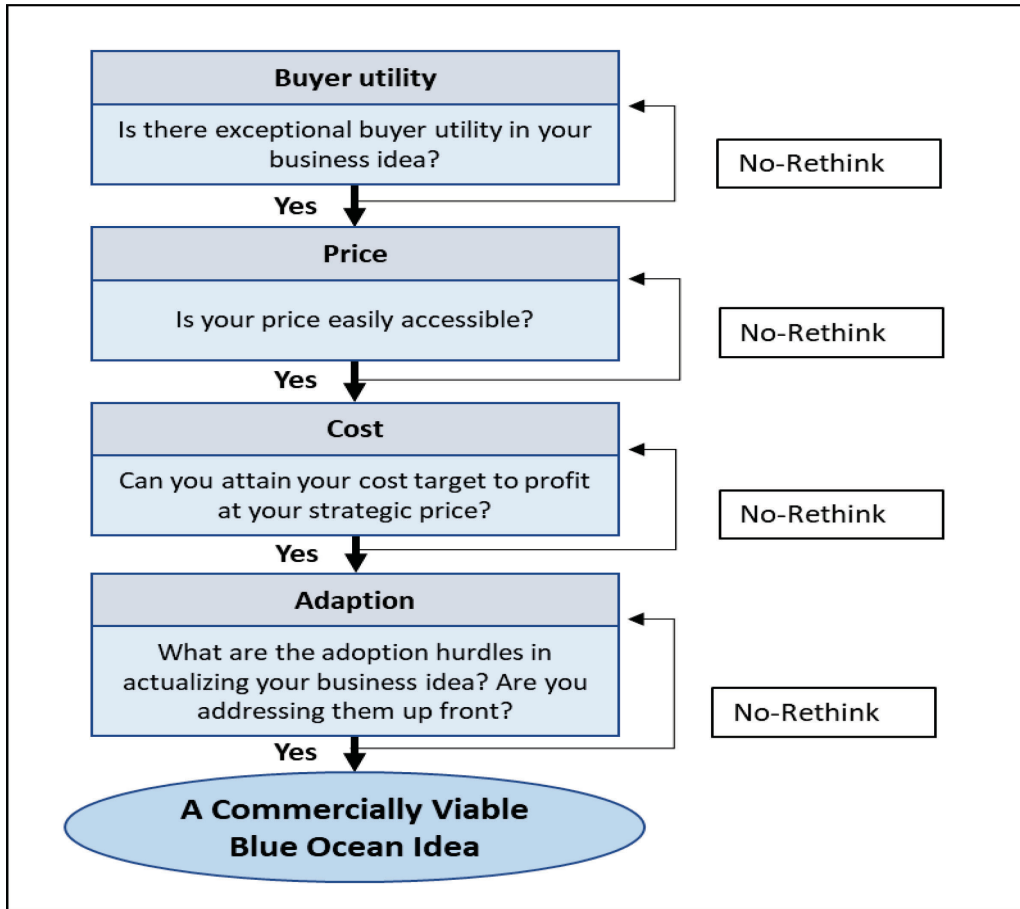 Buyer utility
Is there exceptional buyer utility in your
business idea?
No-Rethink
Yes
Price
Is your price easily accessible?
No-Rethink
Yes
Cost
Can you attain your cost target to profit
at your strategic price?
No-Rethink
Yes
Adaption
What are the adoption hurdles in
actualizing your business idea? Are you
addressing them up front?
No-Rethink
Yes
A Commercially Viable
Blue Ocean Idea